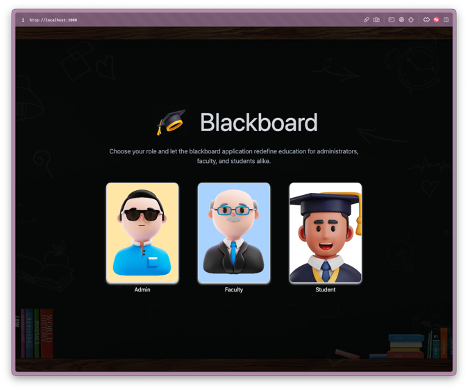 http://localhost:3000
Blackboard
Choose your role and let the blackboard application redefine education for administrators,
faculty, and students alike.
Admin
Faculty
Student
WORLD